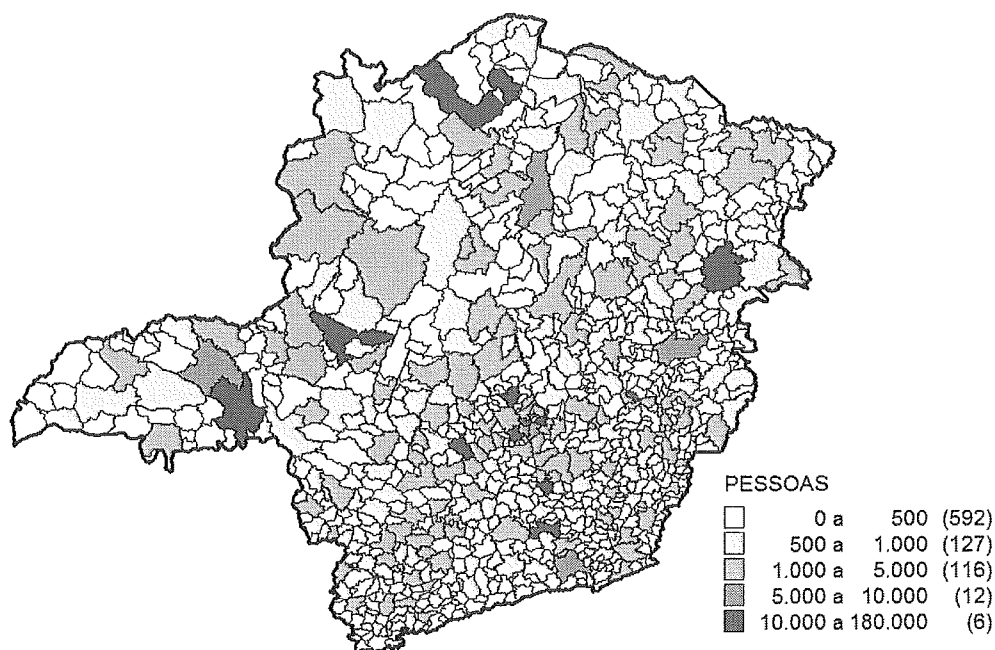 PESSOAS
0 a 500 (592)
500 a 1.000 (127)
1.000 a 5.000 (116)
5.000 a 10.000 (12)
10.000 a 180.000 (6)